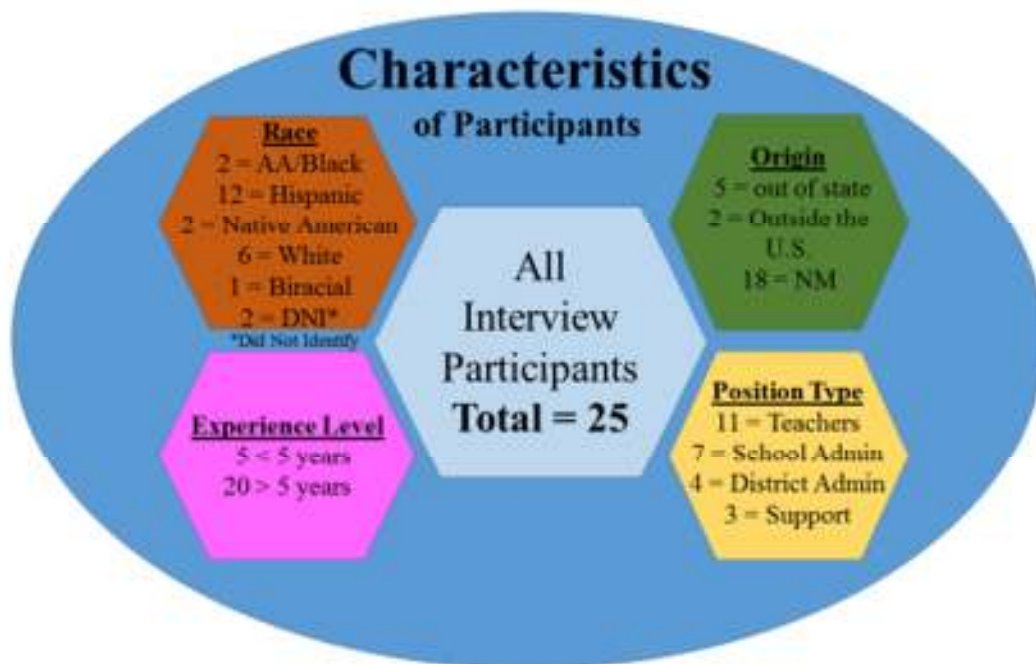 Characteristics
of Participants
Race
2 = AA/Black
12 = Hispanic
2 = Native American
6 = White
1 = Biracial
2 = DNI*
*Did Not Identify
Origin
5 = out of state
2 = Outside the
U.S.
18 = NM
All
Interview
Participants
Total = 25
Experience Level
5 < 5 years
20 > 5 years
Position Type
11 = Teachers
7 = School Admin
4 = District Admin
3 = Support